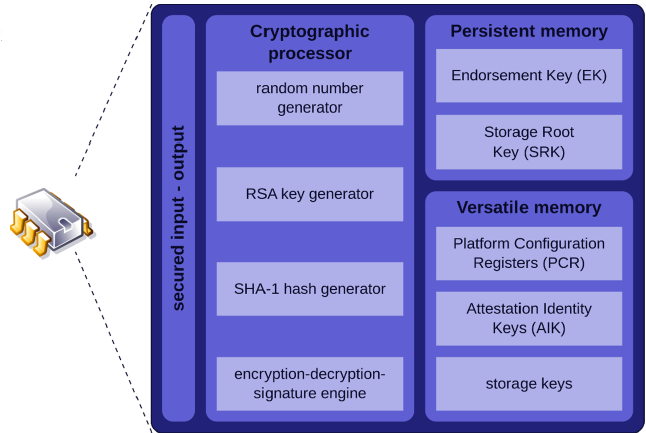 secured input - output
Cryptographic
processor
random number
generator
RSA key generator
SHA-1 hash generator
encryption-decryption-
signature engine
Persistent memory
Endorsement Key (EK)
Storage Root
Key (SRK)
Versatile memory
Platform Configuration
Registers (PCR)
Attestation Identity
Keys (AIK)
storage keys